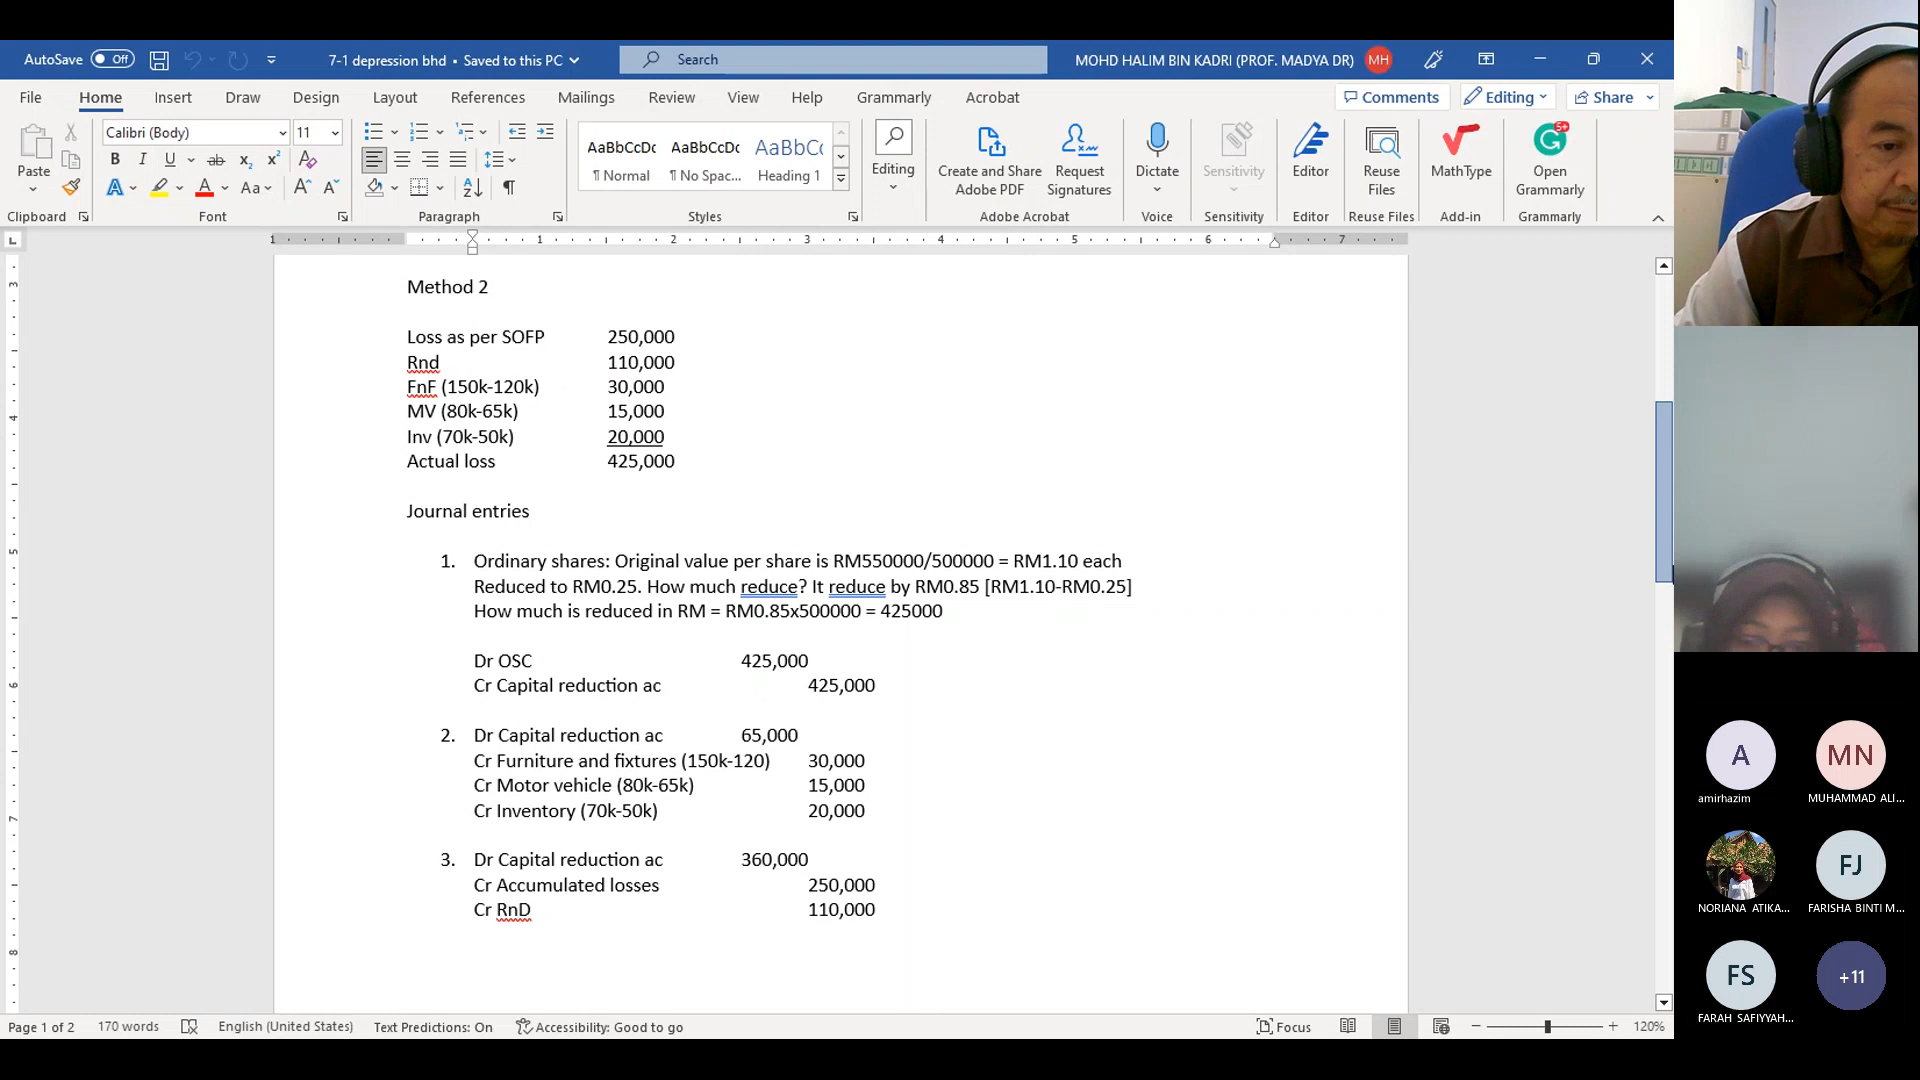 AutoSave Off 7-1 depression bhd • Saved to this PC Search MOHD HALIM BIN KADRI (PROF. MADYA DR) MH
File Home Insert Draw Design Layout References Mailings Review View Help Grammarly Acrobat Comments Editing Share
Calibri (Body) 11
AaBbCcDc AaBbCcDc AaBbCc
¶ Normal ¶ No Spac... Heading 1
Paste
Editing
Create and Share Adobe PDF
Request Signatures
Dictate
Sensitivity
Editor
Reuse Files
MathType
Open Grammarly
Clipboard Font Paragraph Styles Adobe Acrobat Voice Sensitivity Editor Reuse Files Add-in Grammarly
1 1 2 3 4 5 6 7
Method 2
Loss as per SOFP 250,000
Rnd 110,000
FnF (150k-120k) 30,000
MV (80k-65k) 15,000
Inv (70k-50k) 20,000
Actual loss 425,000
Journal entries
1. Ordinary shares: Original value per share is RM550000/500000 = RM1.10 each
Reduced to RM0.25. How much reduce? It reduce by RM0.85 [RM1.10-RM0.25]
How much is reduced in RM = RM0.85x500000 = 425000
Dr OSC 425,000
Cr Capital reduction ac 425,000
2. Dr Capital reduction ac 65,000
Cr Furniture and fixtures (150k-120) 30,000
Cr Motor vehicle (80k-65k) 15,000
Cr Inventory (70k-50k) 20,000
3. Dr Capital reduction ac 360,000
Cr Accumulated losses 250,000
Cr RnD 110,000
Page 1 of 2 170 words English (United States) Text Predictions: On Accessibility: Good to go Focus 120%
A MN
amirhazim MUHAMMAD ALI...
FJ
NORIANA ATIKA... FARISHA BINTI M...
FS +11
FARAH SAFIYYAH...